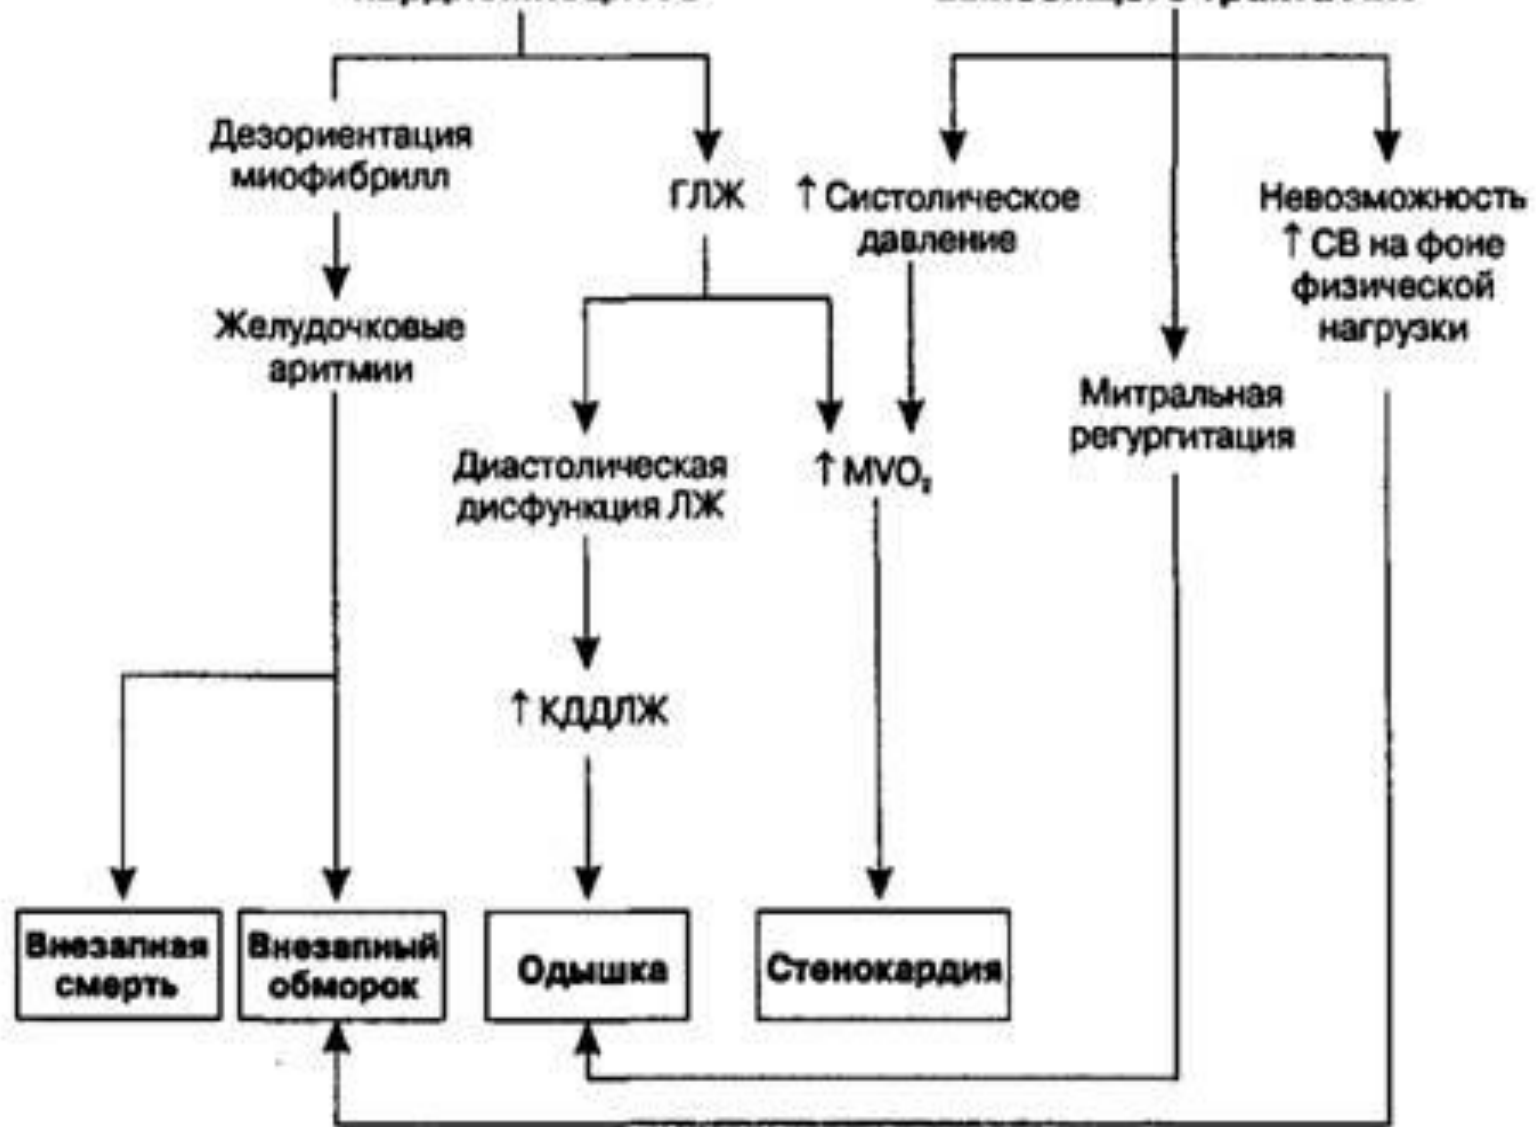 Дезориентация
миофибрилл
ГЛЖ
↑ Систолическое
давление
Невозможность
↑ СВ на фоне
физической
нагрузки
Желудочковые
аритмии
Митральная
регургитация
Диастолическая
дисфункция ЛЖ
↑ MVO₂
↑ КДДЛЖ
Внезапная
смерть
Внезапный
обморок
Одышка
Стенокардия